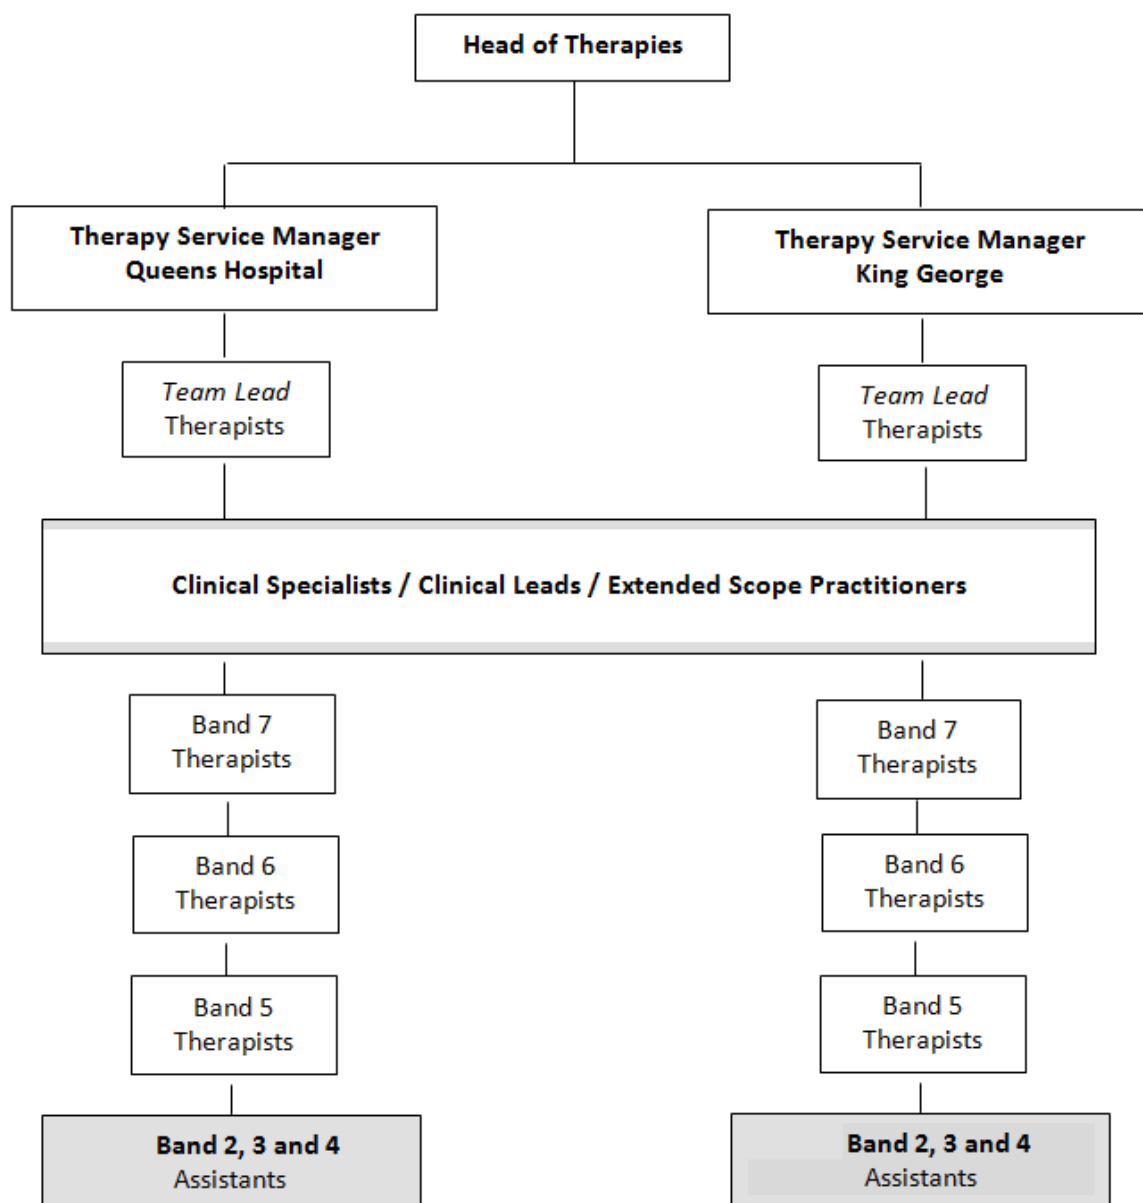 Head of Therapies
Therapy Service Manager
Queens Hospital
Therapy Service Manager
King George
Team Lead
Therapists
Team Lead
Therapists
Clinical Specialists / Clinical Leads / Extended Scope Practitioners
Band 7
Therapists
Band 7
Therapists
Band 6
Therapists
Band 6
Therapists
Band 5
Therapists
Band 5
Therapists
Band 2, 3 and 4
Assistants
Band 2, 3 and 4
Assistants